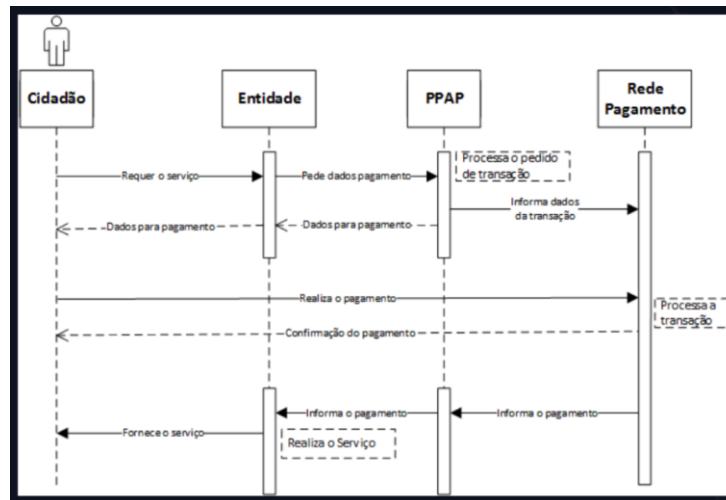 Cidadão
Entidade
PPAP
Rede
Pagamento
Processa o pedido
de transação
Requer o serviço
Pede dados pagamento
Informa dados
da transação
Dados para pagamento
Dados para pagamento
Realiza o pagamento
Processa a
transação
Confirmação do pagamento
Informa o pagamento
Informa o pagamento
Fornece o serviço
Realiza o Serviço